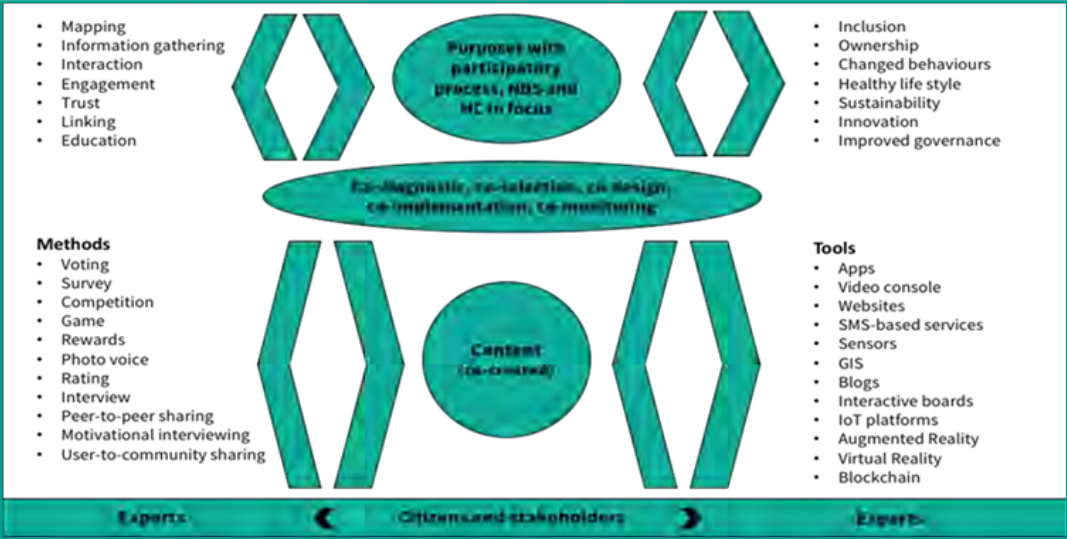 Mapping
Information gathering
Interaction
Engagement
Trust
Linking
Education
Purposes with
participatory
process, NBS and
HC in focus
Inclusion
Ownership
Changed behaviours
Healthy life style
Sustainability
Innovation
Improved governance
Co-diagnostic, co-selection, co-design,
co-implementation, co-monitoring
Methods
Voting
Survey
Competition
Game
Rewards
Photo voice
Rating
Interview
Peer-to-peer sharing
Motivational interviewing
User-to-community sharing
Content
(co-created)
Tools
Apps
Video console
Websites
SMS-based services
Sensors
GIS
Blogs
Interactive boards
IoT platforms
Augmented Reality
Virtual Reality
Blockchain
Experts
Citizens and stakeholders
Experts